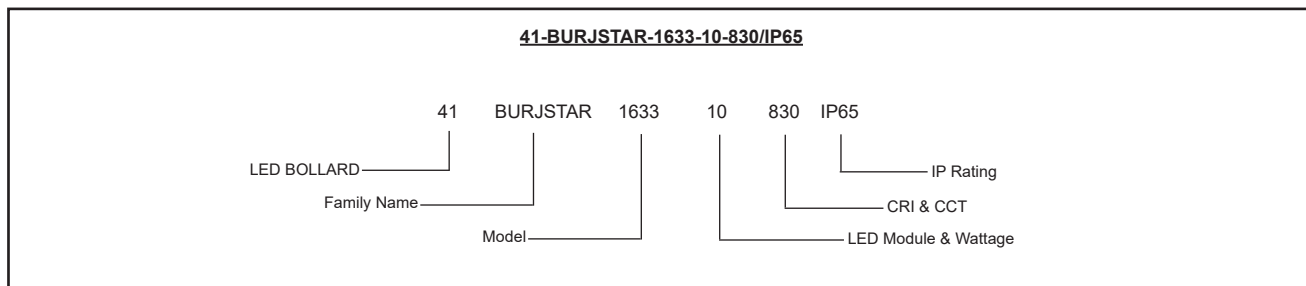 41-BURJSTAR-1633-10-830/IP65
41 BURJSTAR 1633 10 830 IP65
LED BOLLARD
IP Rating
Family Name
CRI & CCT
Model
LED Module & Wattage